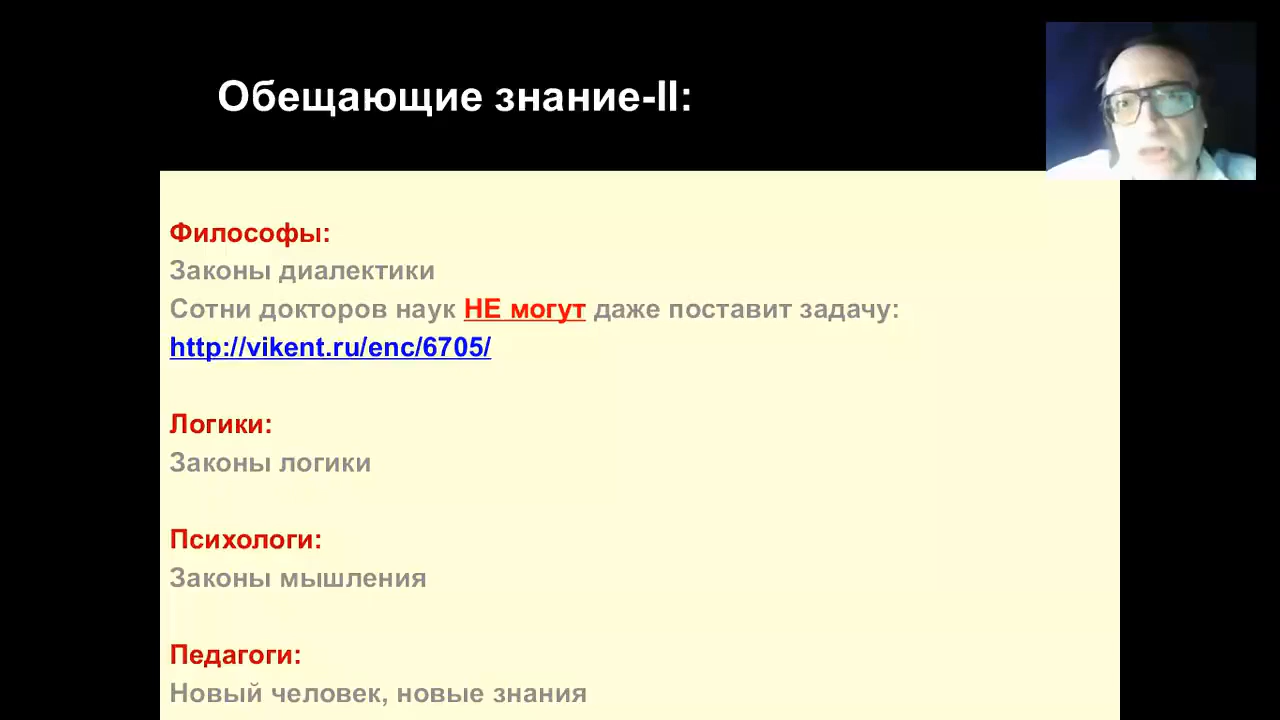 Обещающие знание-II:
Философы:
Законы диалектики
Сотни докторов наук НЕ могут даже поставит задачу:
http://vikent.ru/enc/6705/
Логики:
Законы логики
Психологи:
Законы мышления
Педагоги:
Новый человек, новые знания